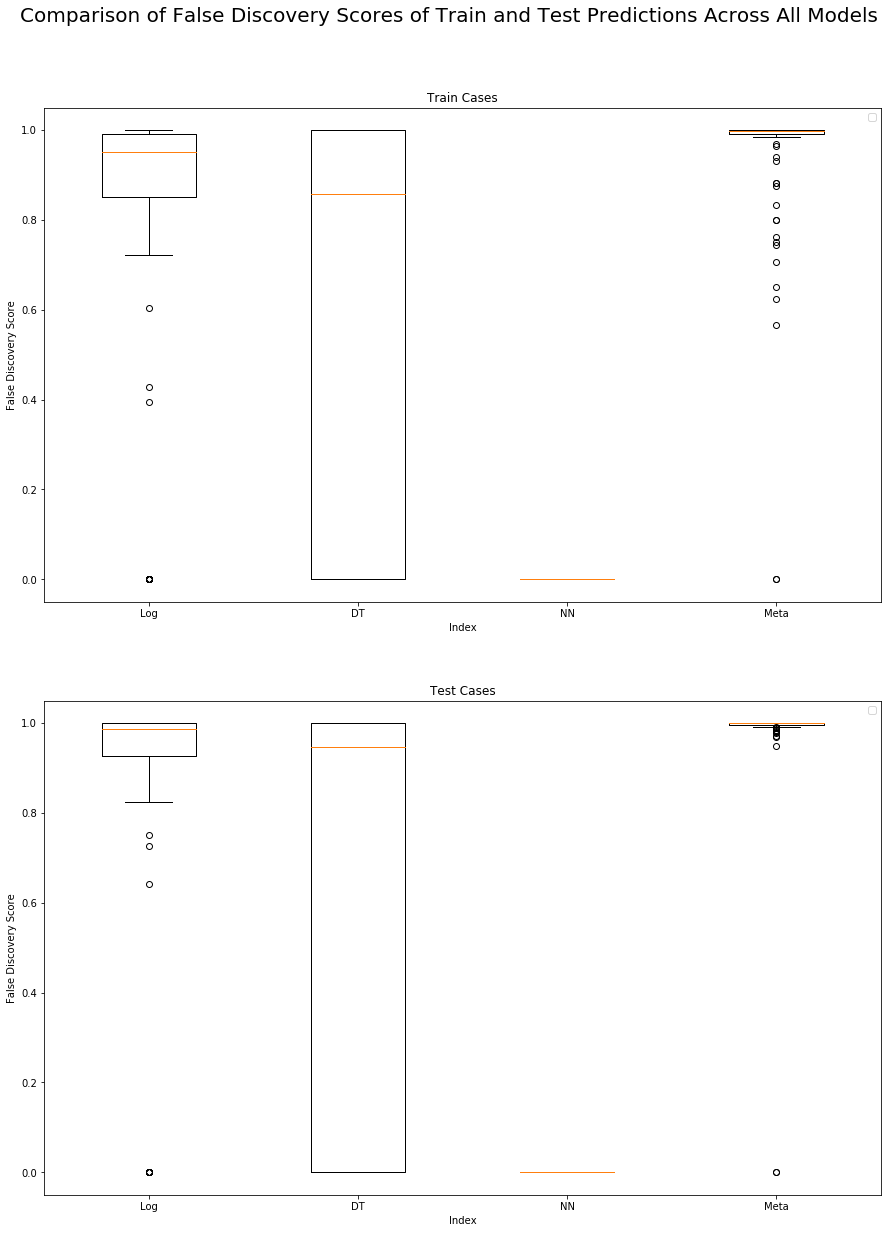 Comparison of False Discovery Scores of Train and Test Predictions Across All Models
Train Cases
1.0
0.8
0.6
0.4
0.2
0.0
False Discovery Score
Log DT NN Meta
Index
Test Cases
1.0
0.8
0.6
0.4
0.2
0.0
False Discovery Score
Log DT NN Meta
Index